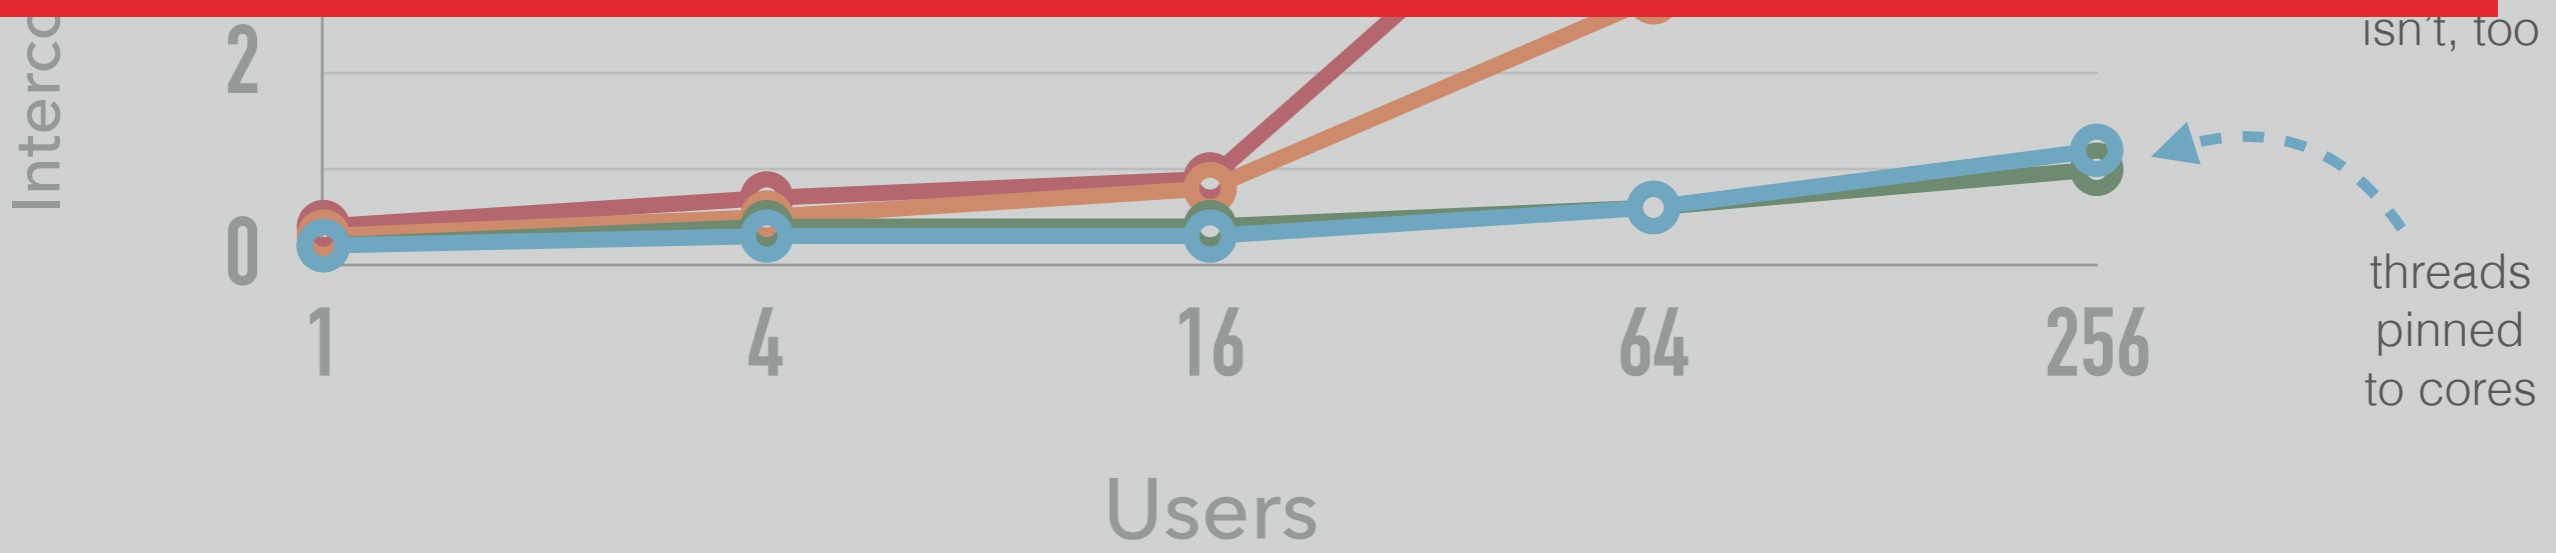 isn't, too
2
0
1 4 16 64 256
threads
pinned
to cores
Users